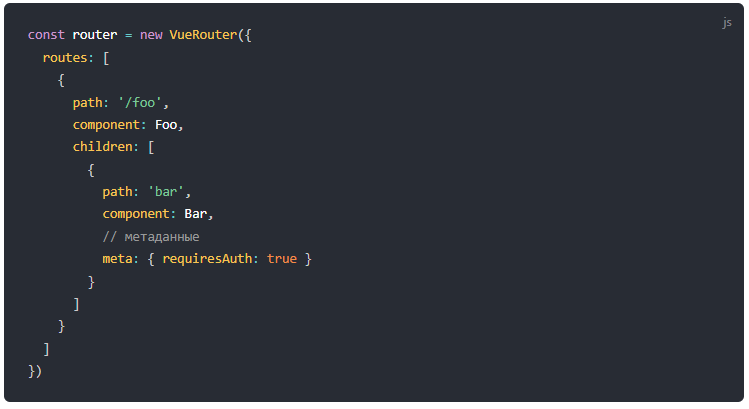 js
const router = new VueRouter({
  routes: [
    {
      path: '/foo',
      component: Foo,
      children: [
        {
          path: 'bar',
          component: Bar,
          // метаданные
          meta: { requiresAuth: true }
        }
      ]
    }
  ]
})